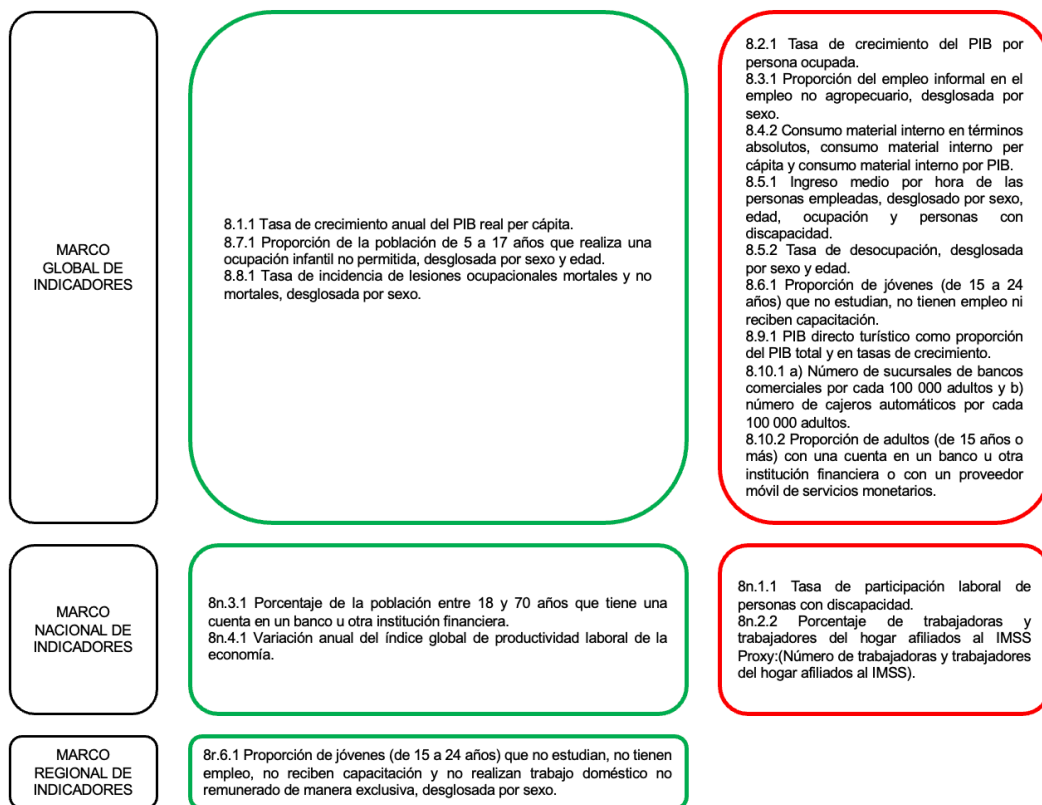 MARCO
GLOBAL DE
INDICADORES
8.1.1 Tasa de crecimiento anual del PIB real per cápita.
8.7.1 Proporción de la población de 5 a 17 años que realiza una
ocupación infantil no permitida, desglosada por sexo y edad.
8.8.1 Tasa de incidencia de lesiones ocupacionales mortales y no
mortales, desglosada por sexo.
8.2.1 Tasa de crecimiento del PIB por
persona ocupada.
8.3.1 Proporción del empleo informal en el
empleo no agropecuario, desglosada por
sexo.
8.4.2 Consumo material interno en términos
absolutos, consumo material interno per
cápita y consumo material interno por PIB.
8.5.1 Ingreso medio por hora de las
personas empleadas, desglosado por sexo,
edad, ocupación y personas con
discapacidad.
8.5.2 Tasa de desocupación, desglosada
por sexo y edad.
8.6.1 Proporción de jóvenes (de 15 a 24
años) que no estudian, no tienen empleo ni
reciben capacitación.
8.9.1 PIB directo turístico como proporción
del PIB total y en tasas de crecimiento.
8.10.1 a) Número de sucursales de bancos
comerciales por cada 100 000 adultos y b)
número de cajeros automáticos por cada
100 000 adultos.
8.10.2 Proporción de adultos (de 15 años o
más) con una cuenta en un banco u otra
institución financiera o con un proveedor
móvil de servicios monetarios.
MARCO
NACIONAL DE
INDICADORES
8n.3.1 Porcentaje de la población entre 18 y 70 años que tiene una
cuenta en un banco u otra institución financiera.
8n.4.1 Variación anual del índice global de productividad laboral de la
economía.
8n.1.1 Tasa de participación laboral de
personas con discapacidad.
8n.2.2 Porcentaje de trabajadoras y
trabajadores del hogar afiliados al IMSS
Proxy:(Número de trabajadoras y trabajadores
del hogar afiliados al IMSS).
MARCO
REGIONAL DE
INDICADORES
8r.6.1 Proporción de jóvenes (de 15 a 24 años) que no estudian, no tienen
empleo, no reciben capacitación y no realizan trabajo doméstico no
remunerado de manera exclusiva, desglosada por sexo.